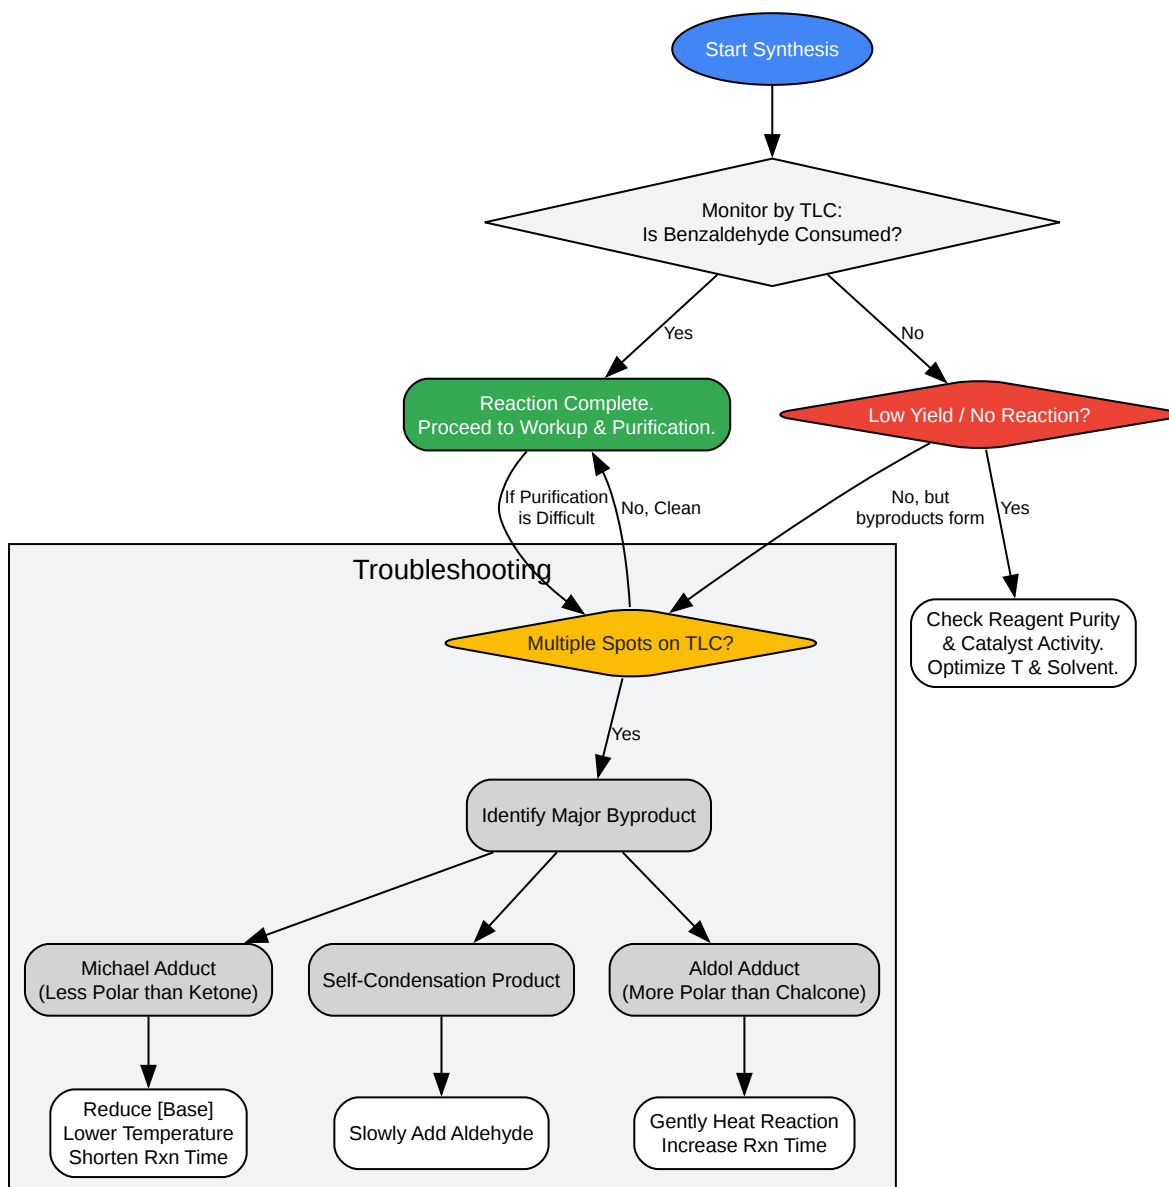 Start Synthesis
Monitor by TLC:
Is Benzaldehyde Consumed?
Yes
No
Reaction Complete.
Proceed to Workup & Purification.
Low Yield / No Reaction?
If Purification
is Difficult
No, Clean
No, but
byproducts form
Yes
Troubleshooting
Check Reagent Purity
& Catalyst Activity.
Optimize T & Solvent.
Multiple Spots on TLC?
Yes
Identify Major Byproduct
Michael Adduct
(Less Polar than Ketone)
Self-Condensation Product
Aldol Adduct
(More Polar than Chalcone)
Reduce [Base]
Lower Temperature
Shorten Rxn Time
Slowly Add Aldehyde
Gently Heat Reaction
Increase Rxn Time